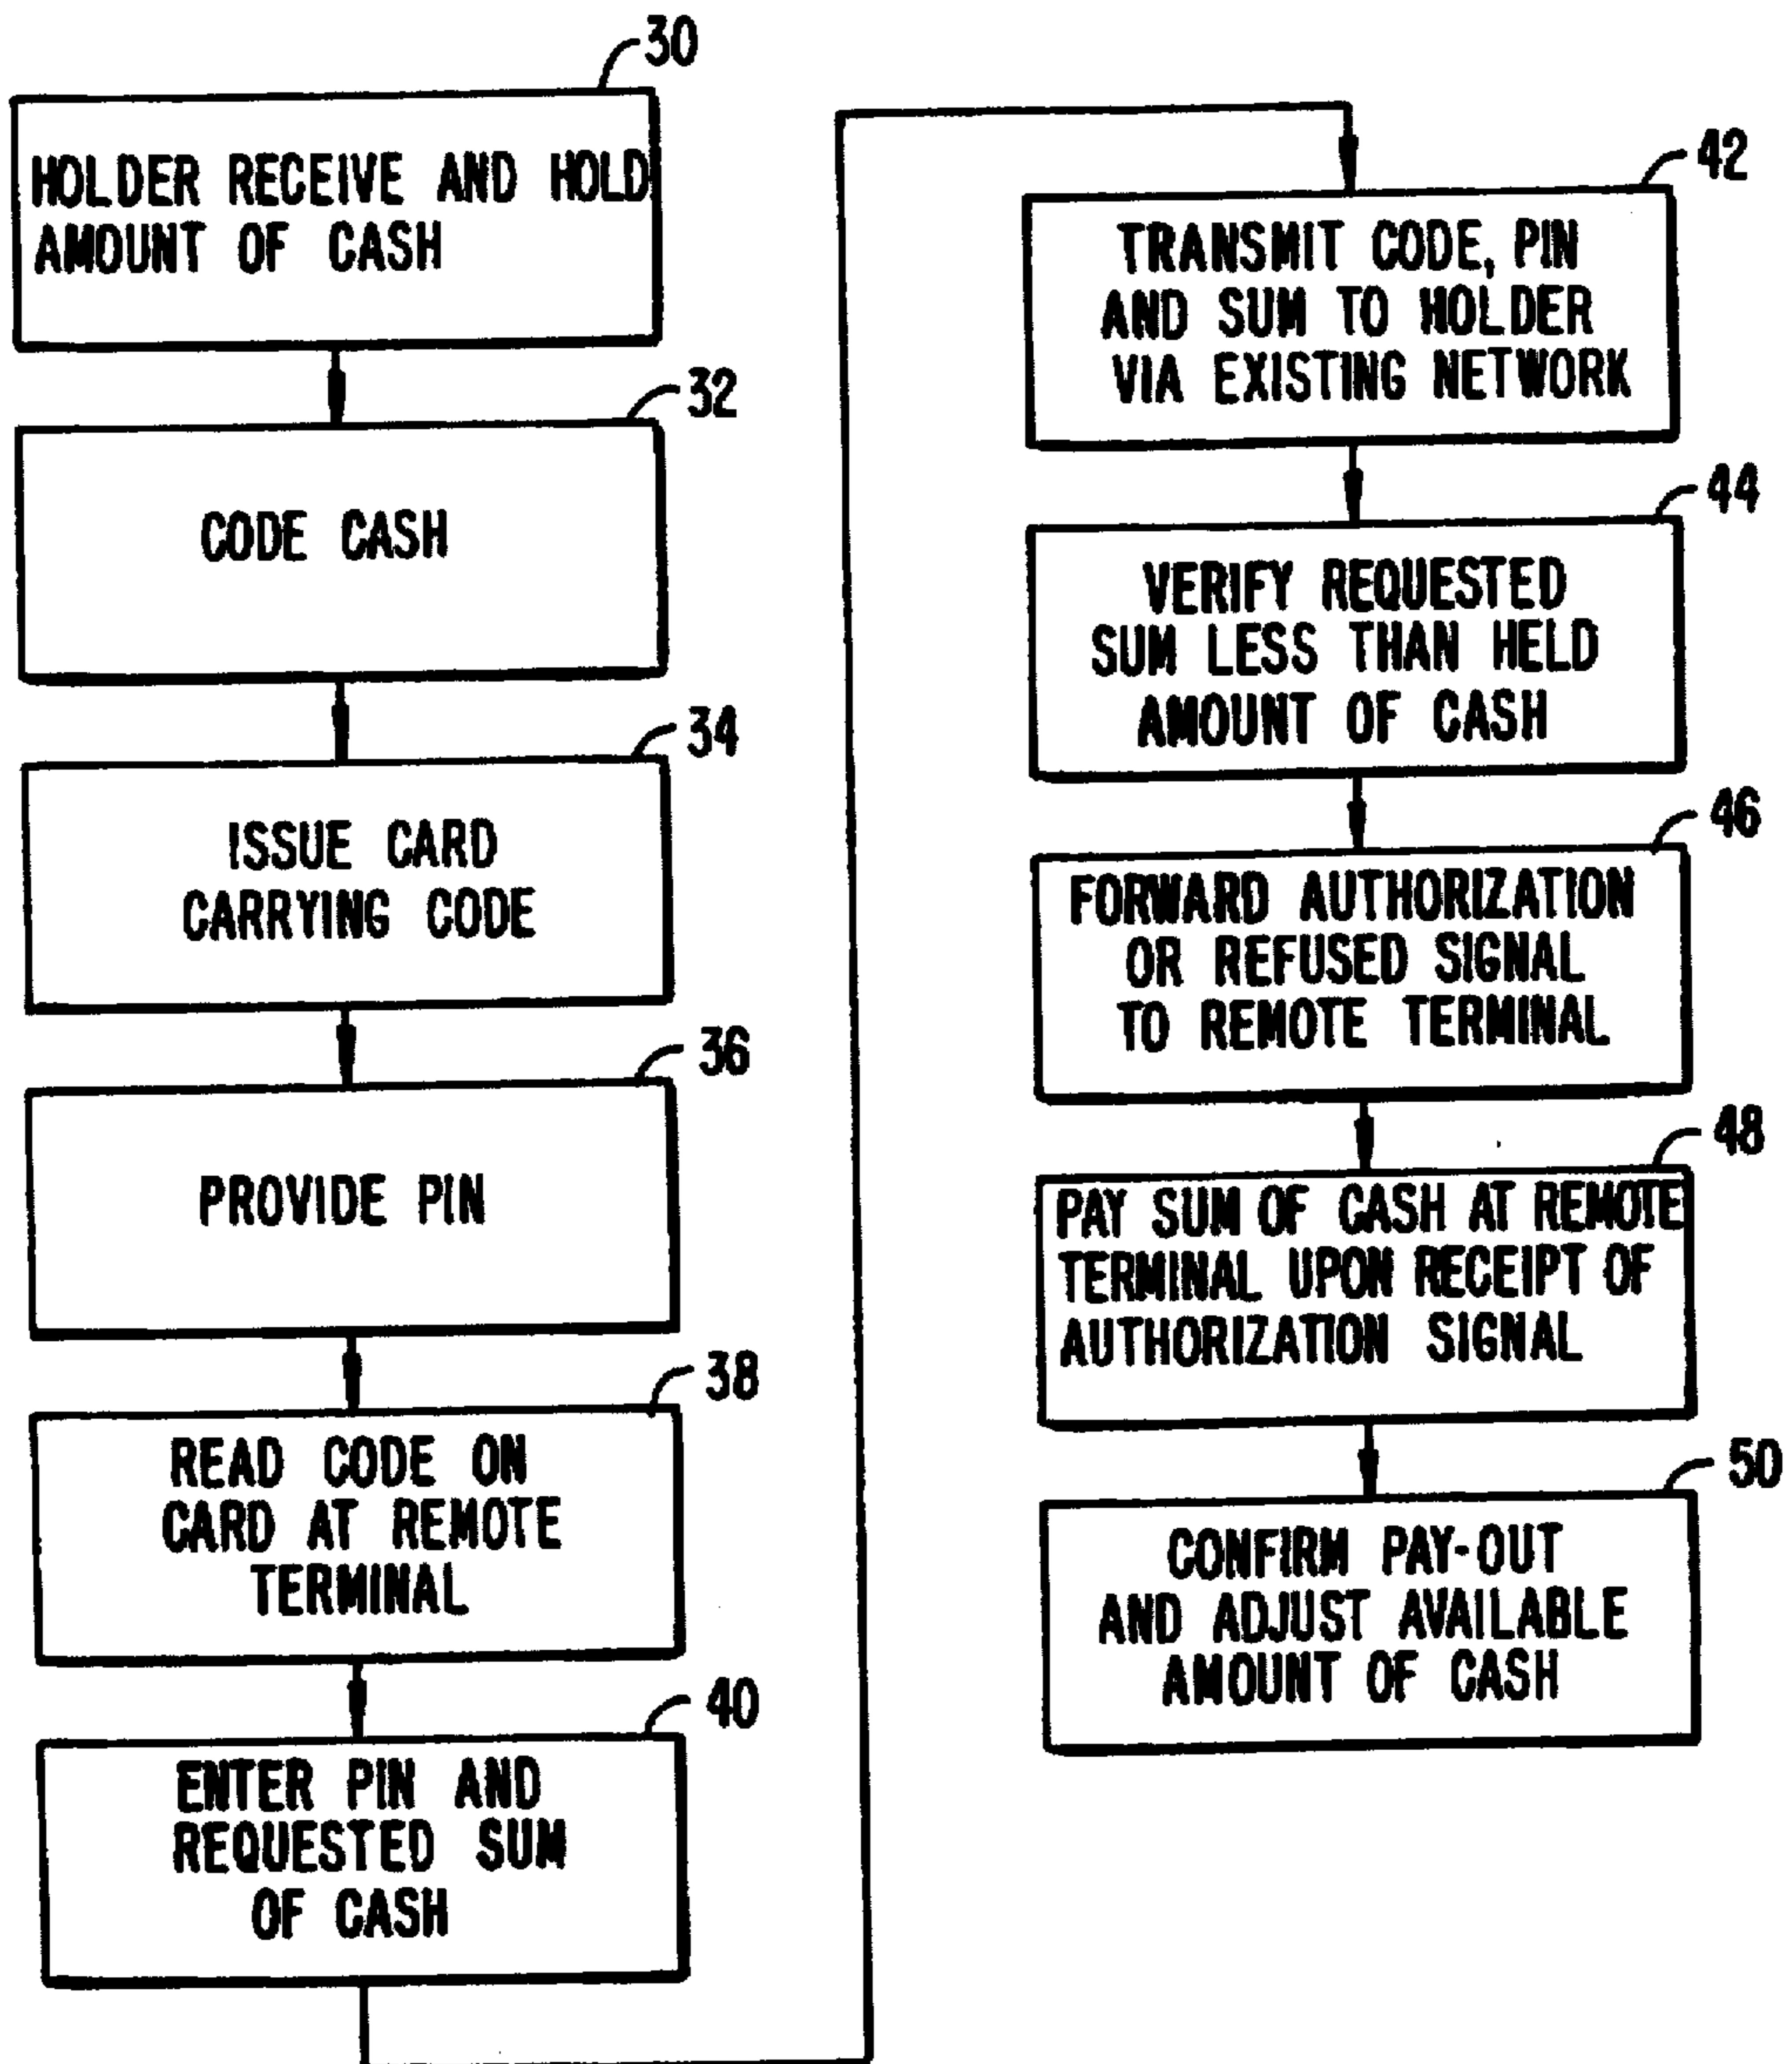 30
HOLDER RECEIVE AND HOLD
AMOUNT OF CASH
32
CODE CASH
34
ISSUE CARD
CARRYING CODE
36
PROVIDE PIN
38
READ CODE ON
CARD AT REMOTE
TERMINAL
40
ENTER PIN AND
REQUESTED SUM
OF CASH
42
TRANSMIT CODE, PIN
AND SUM TO HOLDER
VIA EXISTING NETWORK
44
VERIFY REQUESTED
SUM LESS THAN HELD
AMOUNT OF CASH
46
FORWARD AUTHORIZATION
OR REFUSED SIGNAL
TO REMOTE TERMINAL
48
PAY SUM OF CASH AT REMOTE
TERMINAL UPON RECEIPT OF
AUTHORIZATION SIGNAL
50
CONFIRM PAY-OUT
AND ADJUST AVAILABLE
AMOUNT OF CASH